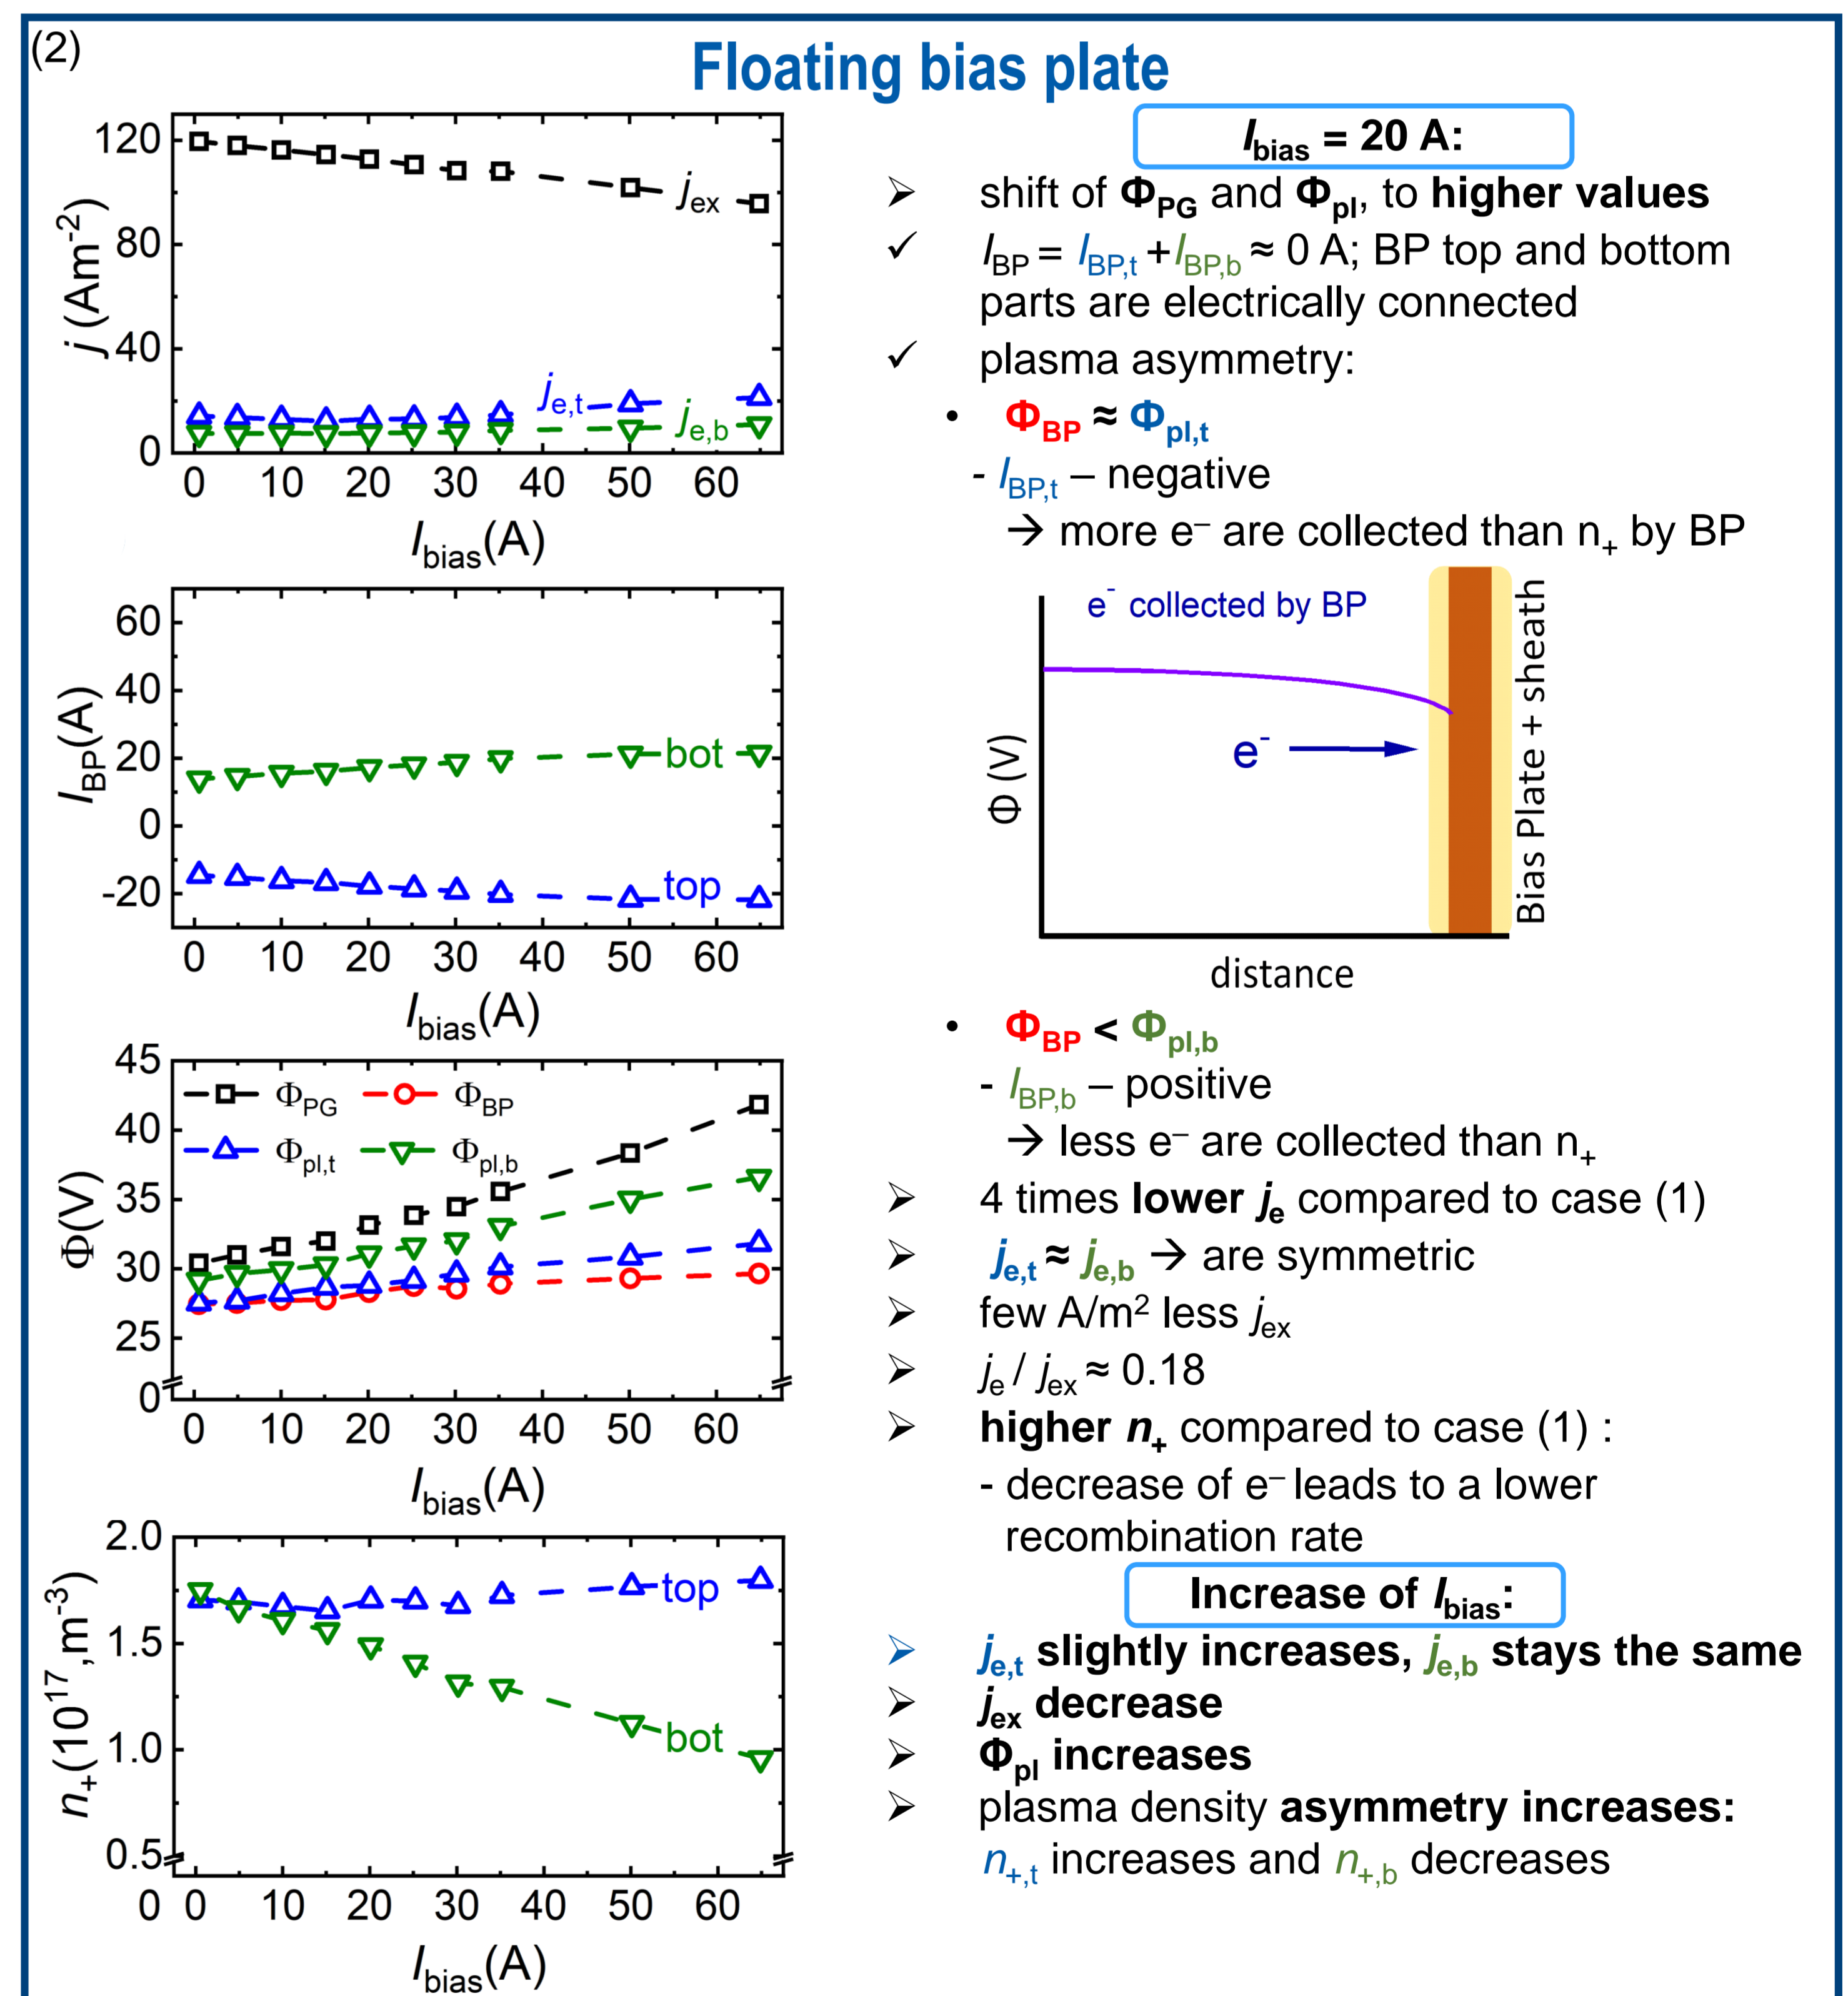 (2)
Floating bias plate
120
80
40
0
j (Am-2)
jex
je,t
je,b
0 10 20 30 40 50 60
Ibias(A)
60
40
20
0
-20
IBP(A)
bot
top
0 10 20 30 40 50 60
Ibias(A)
45
40
35
30
25
0
Φ(V)
ΦPG ΦBP
Φpl,t Φpl,b
0 10 20 30 40 50 60
Ibias(A)
2.0
1.5
1.0
0.5
n+(10^17,m-3)
top
bot
0 0 10 20 30 40 50 60
Ibias(A)
Ibias = 20 A:
➢ shift of ΦPG and Φpl, to higher values
✓ IBP = IBP,t +IBP,b ≈ 0 A; BP top and bottom
parts are electrically connected
✓ plasma asymmetry:
• ΦBP ≈ Φpl,t
- IBP,t – negative
→ more e– are collected than n+ by BP
e- collected by BP
Φ (V)
e-
Bias Plate + sheath
distance
• ΦBP < Φpl,b
- IBP,b – positive
→ less e– are collected than n+
➢ 4 times lower je compared to case (1)
➢ je,t ≈ je,b → are symmetric
➢ few A/m² less jex
➢ je / jex ≈ 0.18
➢ higher n+ compared to case (1) :
- decrease of e– leads to a lower
recombination rate
Increase of Ibias:
➢ je,t slightly increases, je,b stays the same
➢ jex decrease
➢ Φpl increases
➢ plasma density asymmetry increases:
n+,t increases and n+,b decreases